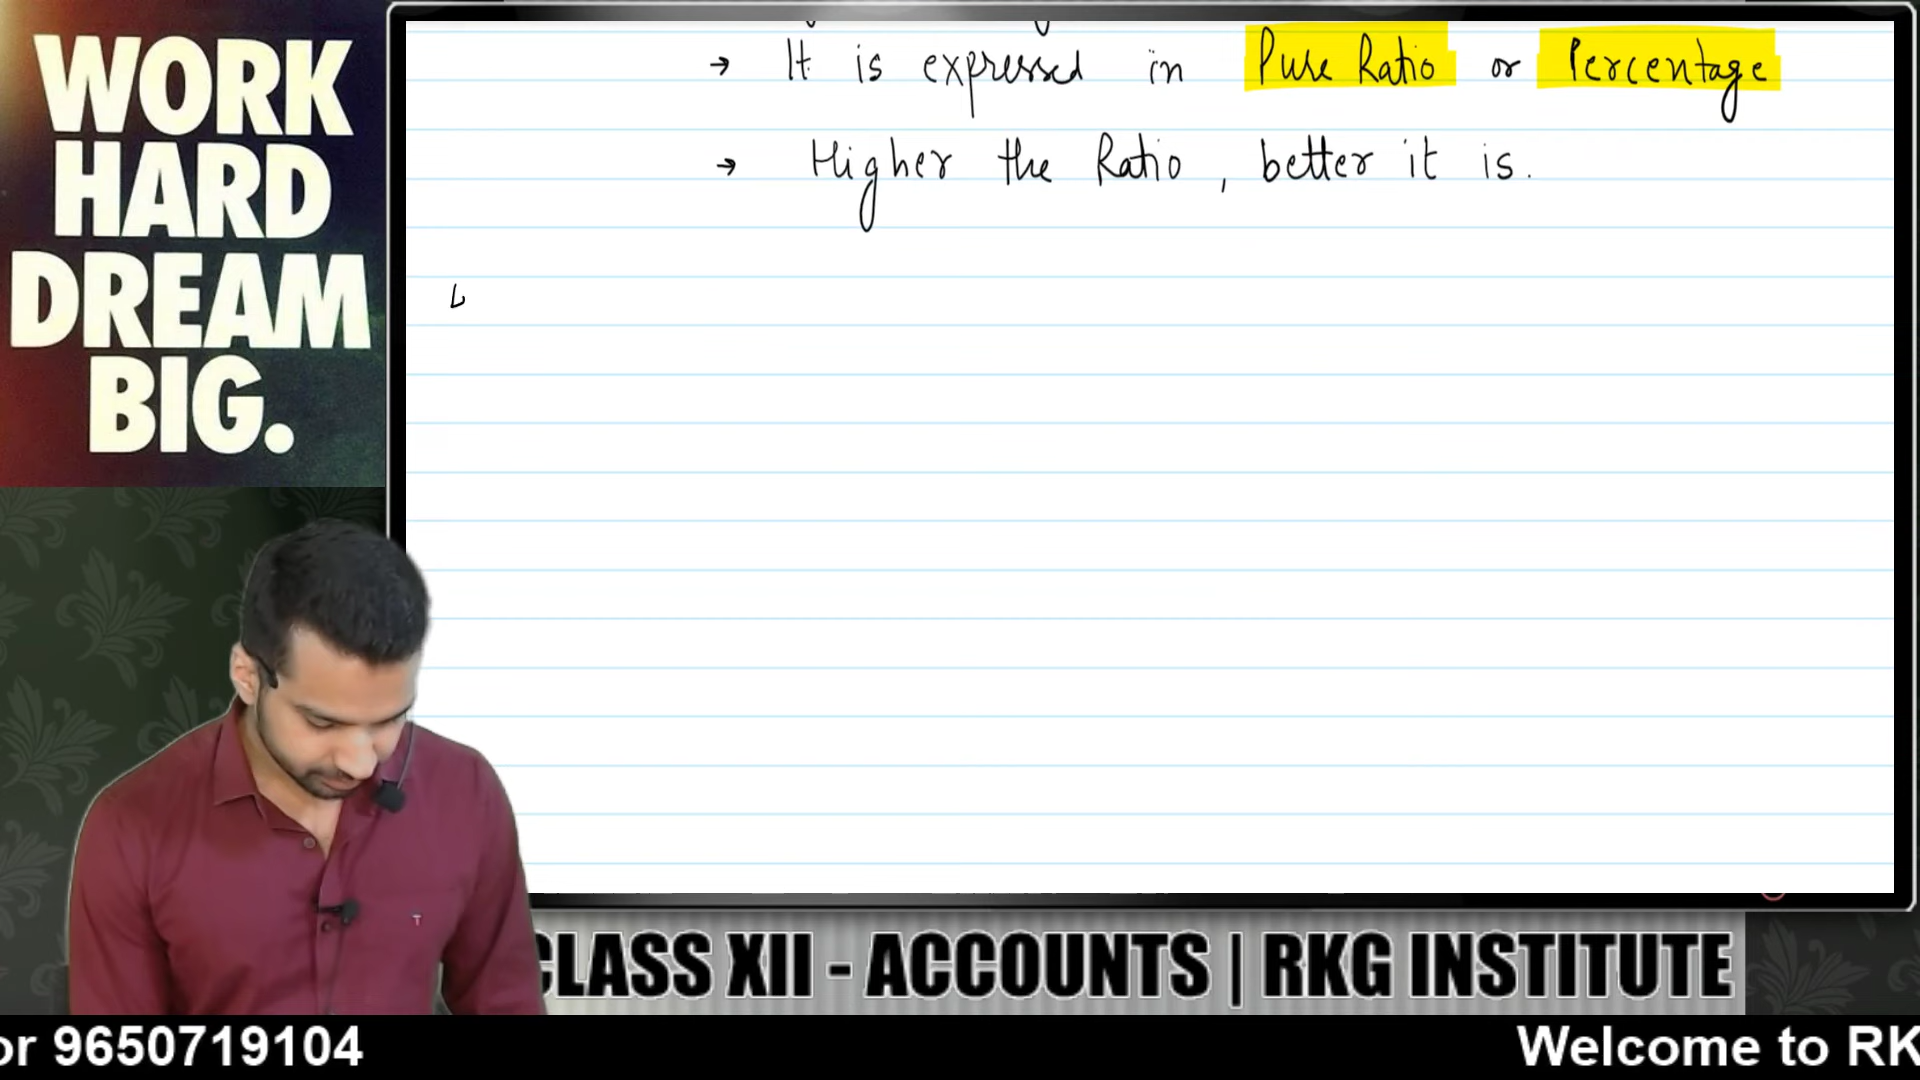 WORK
HARD
DREAM
BIG.
→ It is expressed in Pure Ratio or Percentage
→ Higher the Ratio, better it is.
CLASS XII - ACCOUNTS | RKG INSTITUTE
or 9650719104
Welcome to RK